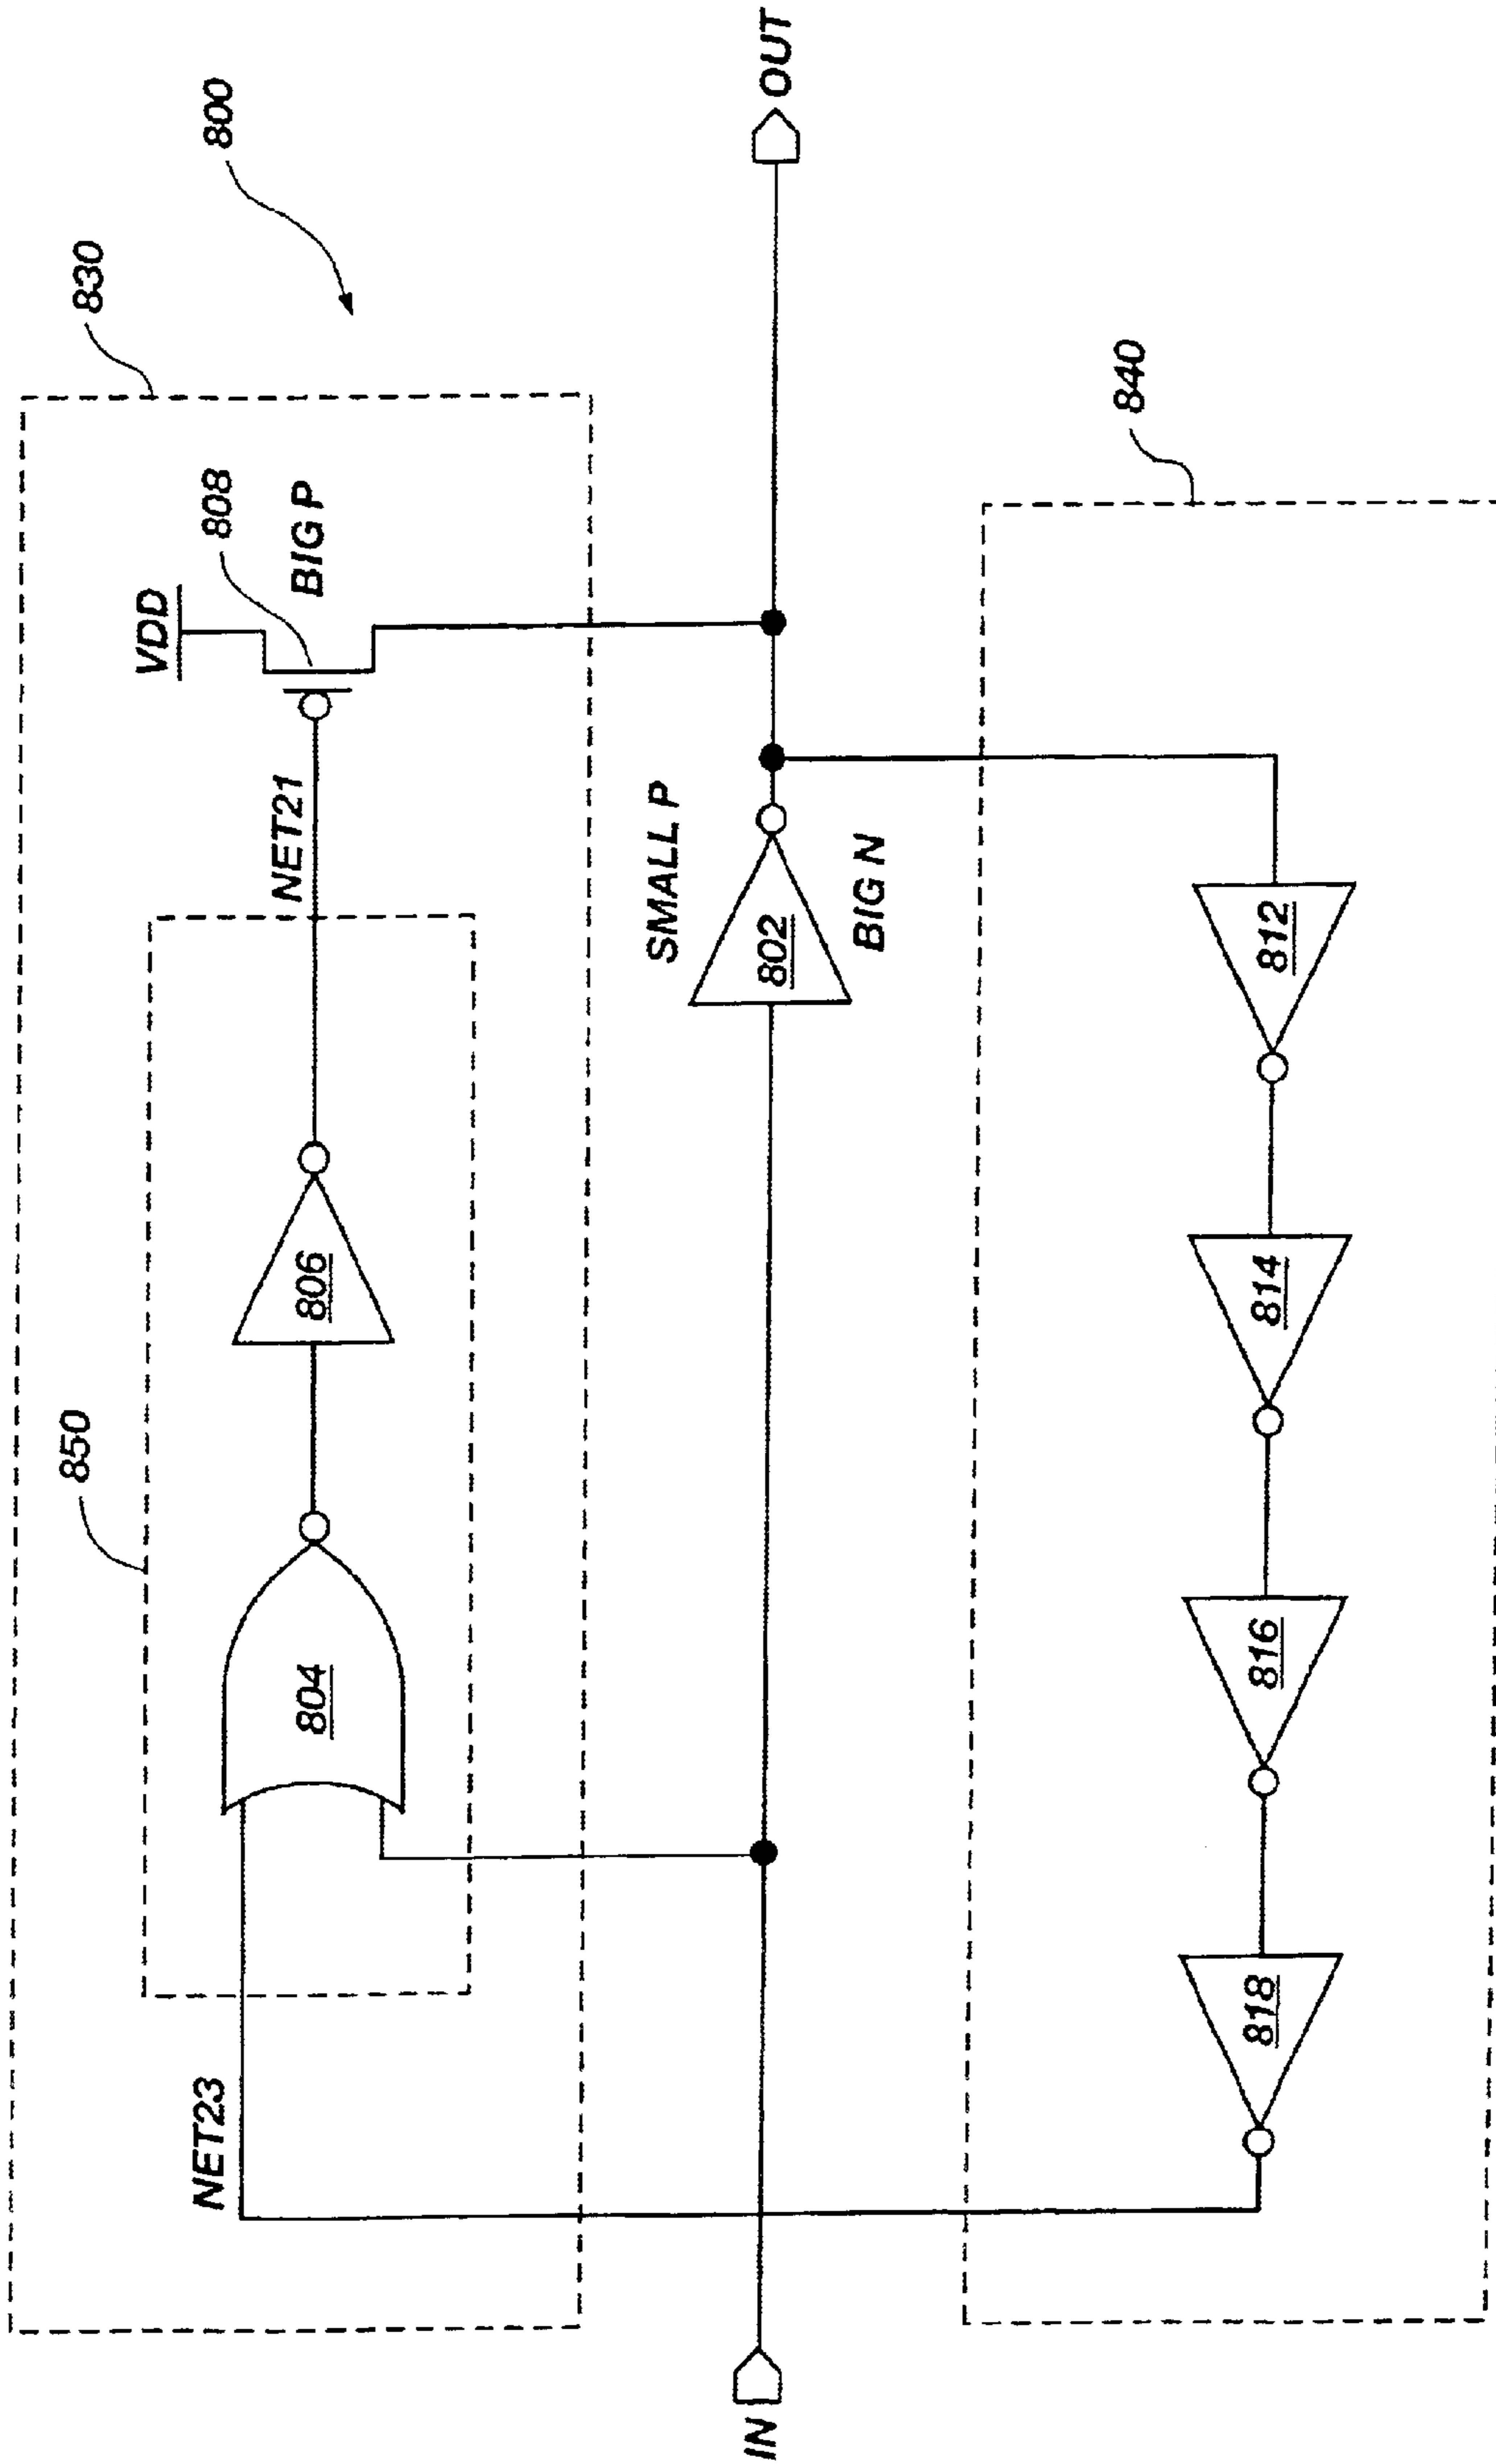 800
830
850
VDD
808
BIG P
NET21
806
804
NET23
SMALL P
802
BIG N
IN
OUT
840
818
816
814
812